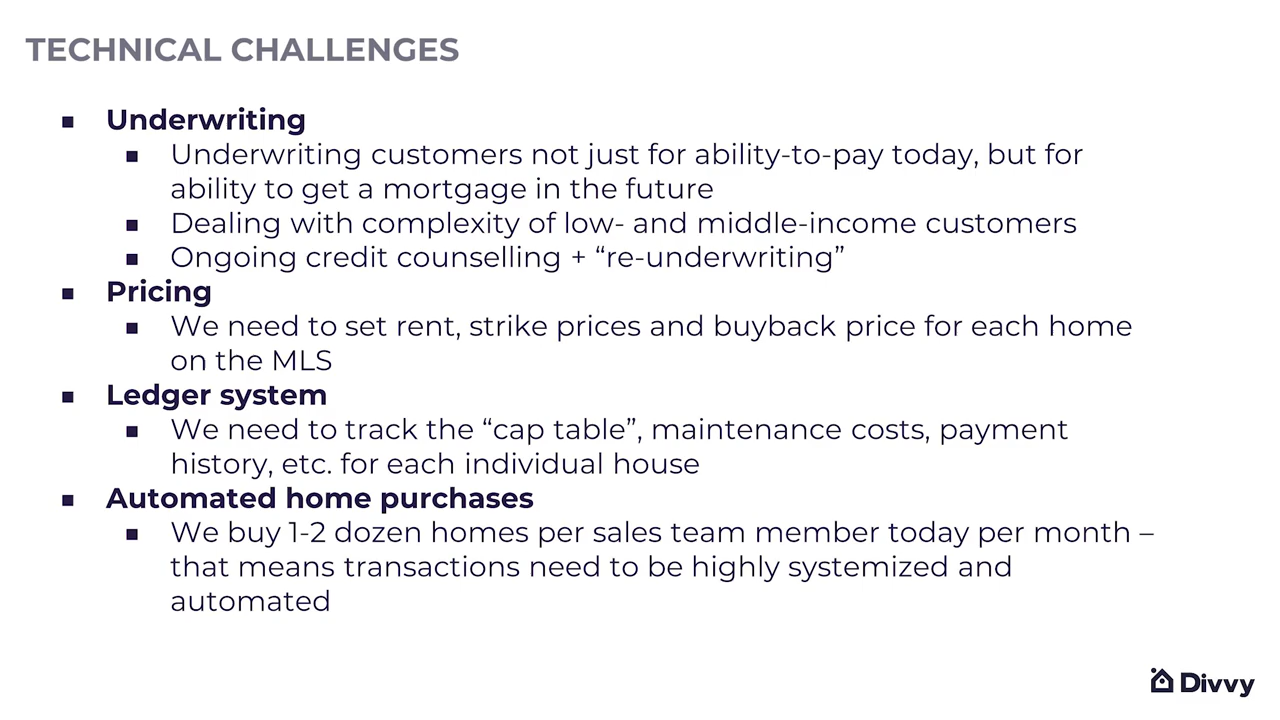 TECHNICAL CHALLENGES
▪ Underwriting
▪ Underwriting customers not just for ability-to-pay today, but for
ability to get a mortgage in the future
▪ Dealing with complexity of low- and middle-income customers
▪ Ongoing credit counselling + “re-underwriting”
▪ Pricing
▪ We need to set rent, strike prices and buyback price for each home
on the MLS
▪ Ledger system
▪ We need to track the “cap table”, maintenance costs, payment
history, etc. for each individual house
▪ Automated home purchases
▪ We buy 1-2 dozen homes per sales team member today per month –
that means transactions need to be highly systemized and
automated
Divvy